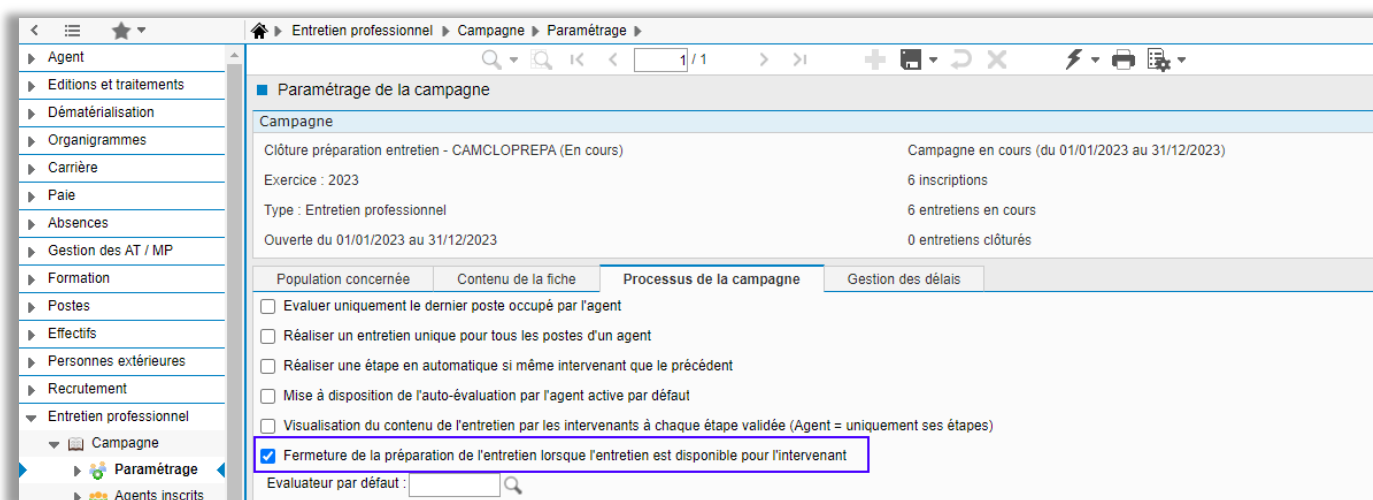 Entretien professionnel Campagne Paramétrage
Agent
Editions et traitements
Dématérialisation
Organigrammes
Carrière
Paie
Absences
Gestion des AT / MP
Formation
Postes
Effectifs
Personnes extérieures
Recrutement
Entretien professionnel
Campagne
Paramétrage
Agents inscrits
1 / 1
Paramétrage de la campagne
Campagne
Clôture préparation entretien - CAMCLOPREPA (En cours)
Campagne en cours (du 01/01/2023 au 31/12/2023)
Exercice : 2023
6 inscriptions
Type : Entretien professionnel
6 entretiens en cours
Ouverte du 01/01/2023 au 31/12/2023
0 entretiens clôturés
Population concernée
Contenu de la fiche
Processus de la campagne
Gestion des délais
Evaluer uniquement le dernier poste occupé par l'agent
Réaliser un entretien unique pour tous les postes d'un agent
Réaliser une étape en automatique si même intervenant que le précédent
Mise à disposition de l'auto-évaluation par l'agent active par défaut
Visualisation du contenu de l'entretien par les intervenants à chaque étape validée (Agent = uniquement ses étapes)
Fermeture de la préparation de l'entretien lorsque l'entretien est disponible pour l'intervenant
Evaluateur par défaut :